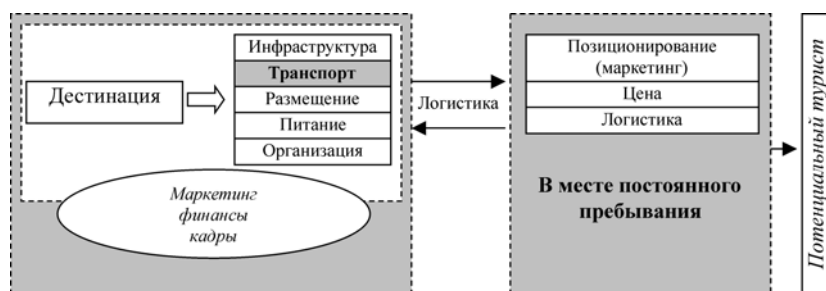 Дестинация
Инфраструктура
Транспорт
Размещение
Питание
Организация
Маркетинг
финансы
кадры
Логистика
Позиционирование
(маркетинг)
Цена
Логистика
В месте постоянного
пребывания
Потенциальный турист